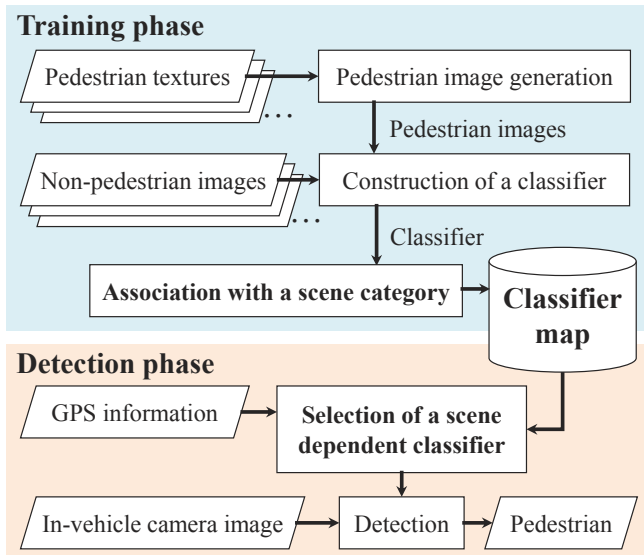 Training phase
Pedestrian textures
Pedestrian image generation
...
Pedestrian images
Non-pedestrian images
Construction of a classifier
...
Classifier
Association with a scene category
Classifier
map
Detection phase
GPS information
Selection of a scene
dependent classifier
In-vehicle camera image
Detection
Pedestrian